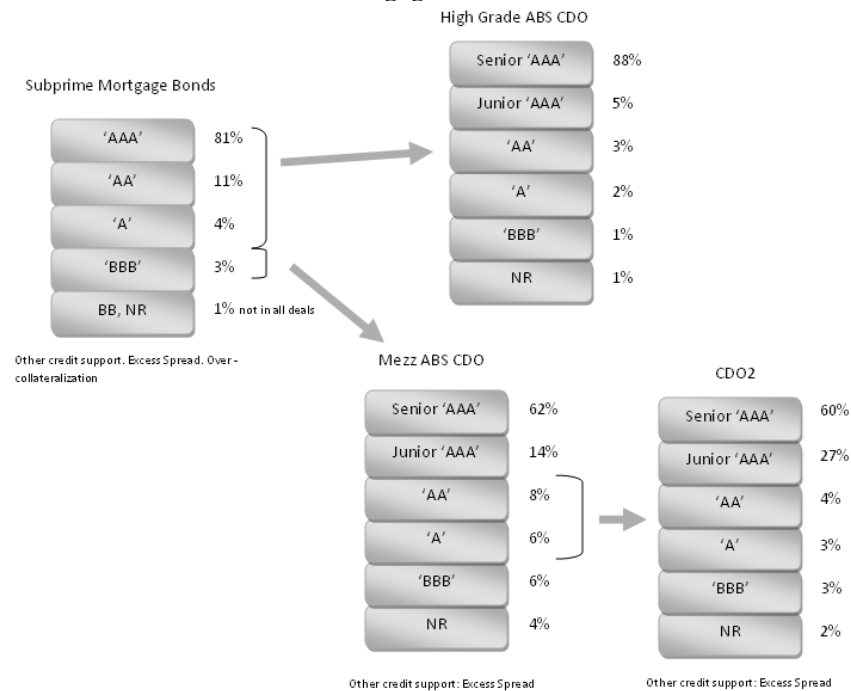 High Grade ABS CDO
Senior ‘AAA’ 88%
Junior ‘AAA’ 5%
‘AA’ 3%
‘A’ 2%
‘BBB’ 1%
NR 1%
Subprime Mortgage Bonds
‘AAA’ 81%
‘AA’ 11%
‘A’ 4%
‘BBB’ 3%
BB, NR 1% not in all deals
Other credit support. Excess Spread. Over-
collateralization
Mezz ABS CDO
Senior ‘AAA’ 62%
Junior ‘AAA’ 14%
‘AA’ 8%
‘A’ 6%
‘BBB’ 6%
NR 4%
Other credit support: Excess Spread
CDO2
Senior ‘AAA’ 60%
Junior ‘AAA’ 27%
‘AA’ 4%
‘A’ 3%
‘BBB’ 3%
NR 2%
Other credit support: Excess Spread